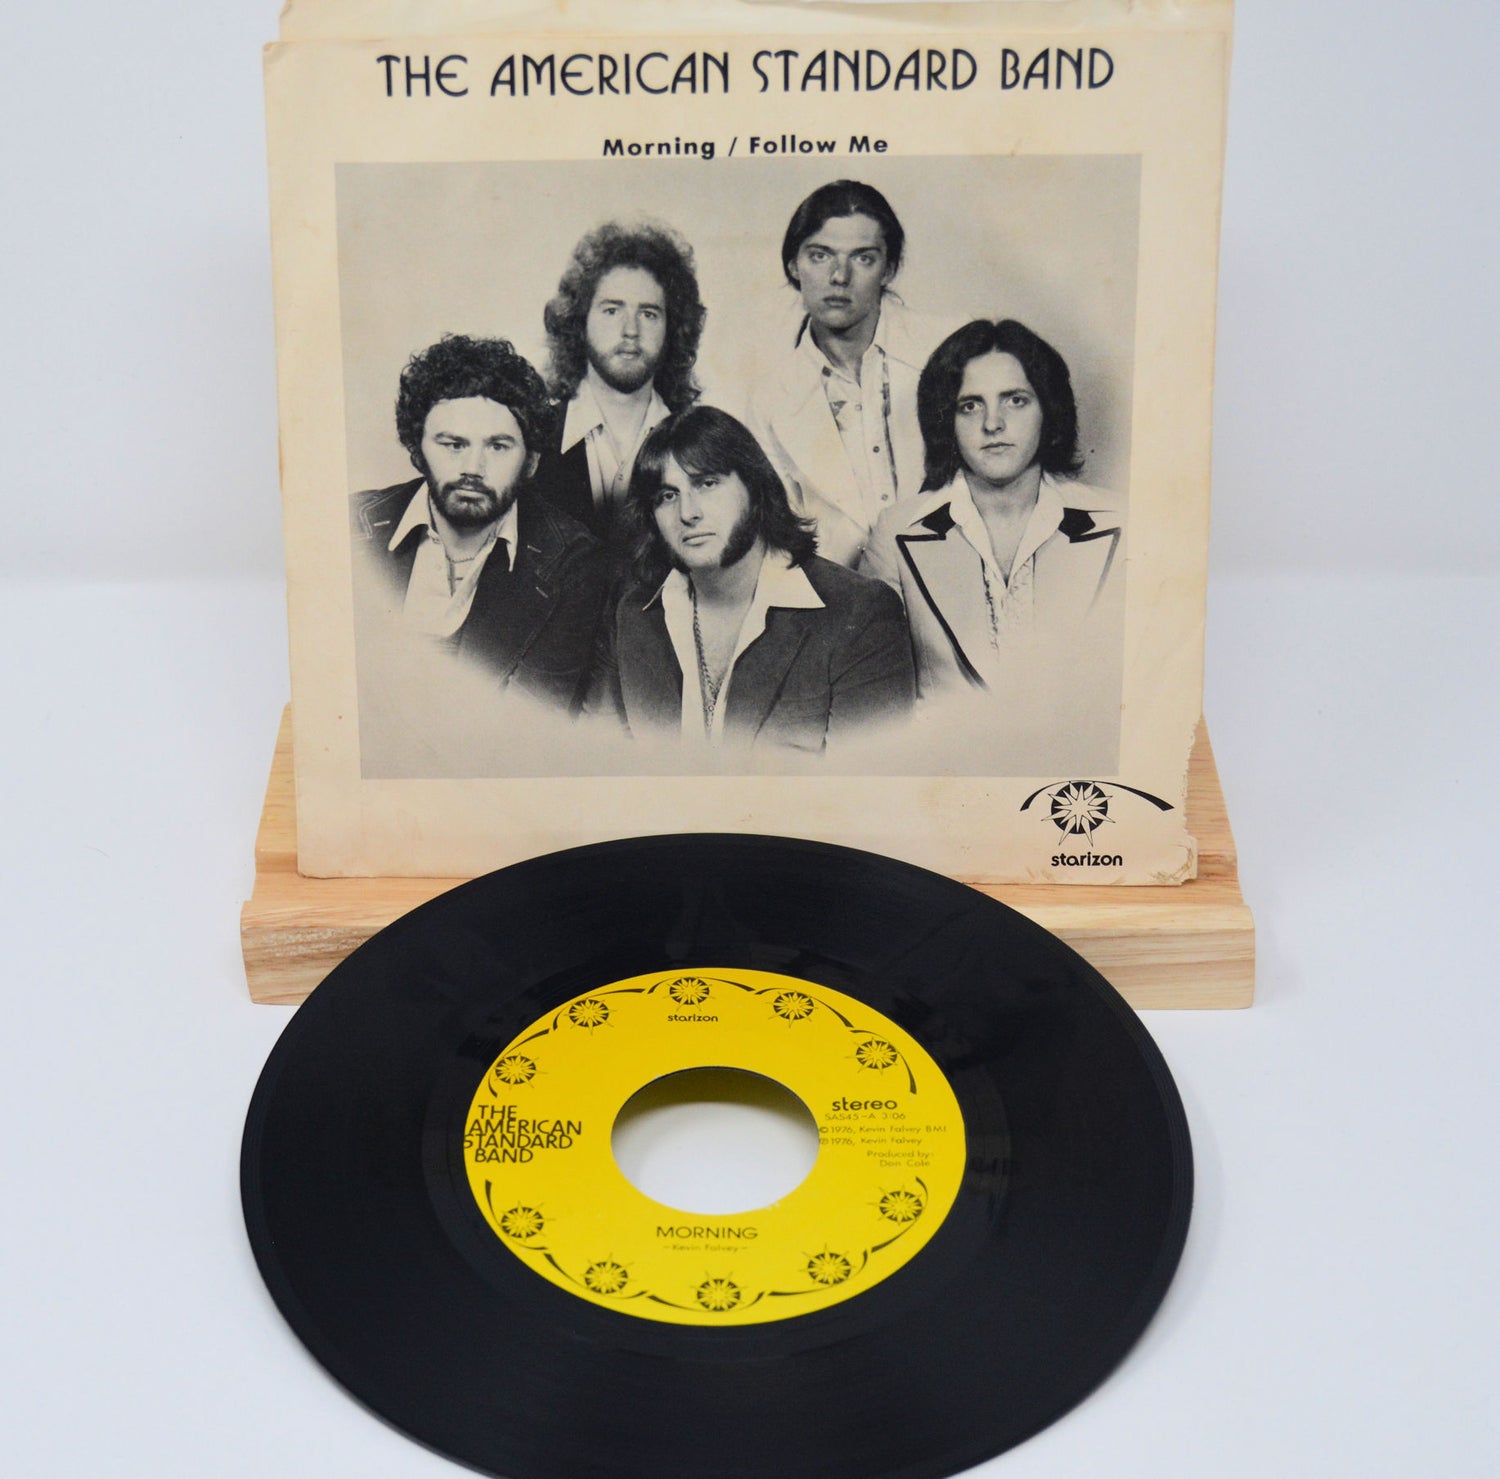 THE AMERICAN STANDARD BAND
Morning / Follow Me
starizon
starizon
THE
AMERICAN
STANDARD
BAND
stereo
SAS45-A 3:06
©1976, Kevin Falvey BMI
℗1976, Kevin Falvey
Produced by:
Don Cole
MORNING
-Kevin Falvey-